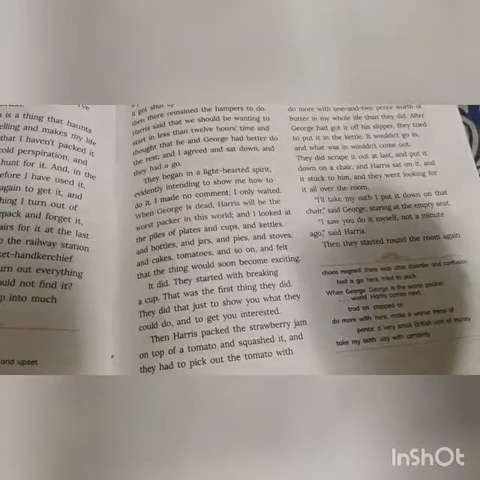 I've
is a thing that haunts
elling and makes my
that I haven't packed it
cold perspiration, and
hunt for it. And, in the
efore I have used it,
again to get it, and
hing I turn out of
epack and forget it,
airs for it at the last
o the railway station
ket-handkerchief.
urn out everything
ould not find it?
p into much
and upset
it got shut up
then there remained the hampers to do.
Harris said that we should be wanting to
start in less than twelve hours' time and
thought that he and George had better do
the rest; and I agreed and sat down, and
they had a go.
They began in a light-hearted spirit,
evidently intending to show me how to
do it. I made no comment; I only waited.
When George is dead, Harris will be the
worst packer in this world; and I looked at
the piles of plates and cups, and kettles,
and bottles, and jars, and pies, and stoves,
and cakes, tomatoes, and so on, and felt
that the thing would soon become exciting.
It did. They started with breaking
a cup. That was the first thing they did.
They did that just to show you what they
could do, and to get you interested.
Then Harris packed the strawberry jam
on top of a tomato and squashed it, and
they had to pick out the tomato with
do more with one-and-two pence worth of
butter in my whole life than they did. After
George had got it off his slipper, they tried
to put it in the kettle. It wouldn't go in,
and what was in wouldn't come out.
They did scrape it out at last, and put it
down on a chair, and Harris sat on it, and
it stuck to him, and they went looking for
it all over the room.
"I'll take my oath I put it down on that
chair," said George, staring at the empty seat.
"I saw you do it myself, not a minute
ago," said Harris.
Then they started round the room again
chaos reigned there was utter disorder and confusion
had a go here, tried to pack
When George George is the worst packer
... world Harris comes next.
trod on stepped on
do more with here, make a worse mess of
pence a very small British unit of money
take my oath say with certainty
InShOt